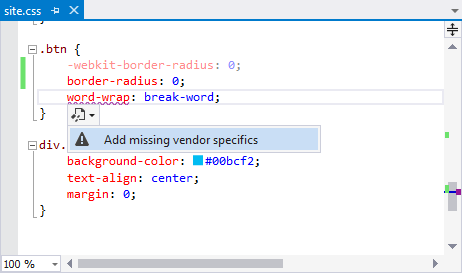 site.css
}
.btn {
-webkit-border-radius: 0;
border-radius: 0;
word-wrap: break-word;
}
Add missing vendor specifics
div.
background-color: #00bcf2;
text-align: center;
margin: 0;
}
100 %